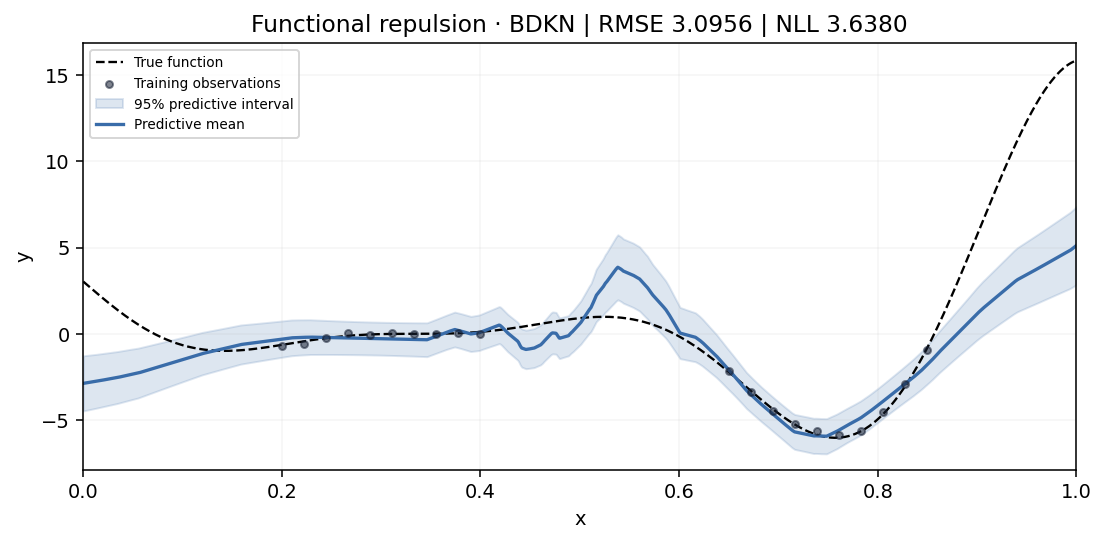 Functional repulsion · BDKN | RMSE 3.0956 | NLL 3.6380
True function
Training observations
95% predictive interval
Predictive mean
15
10
5
0
−5
y
0.0 0.2 0.4 0.6 0.8 1.0
x